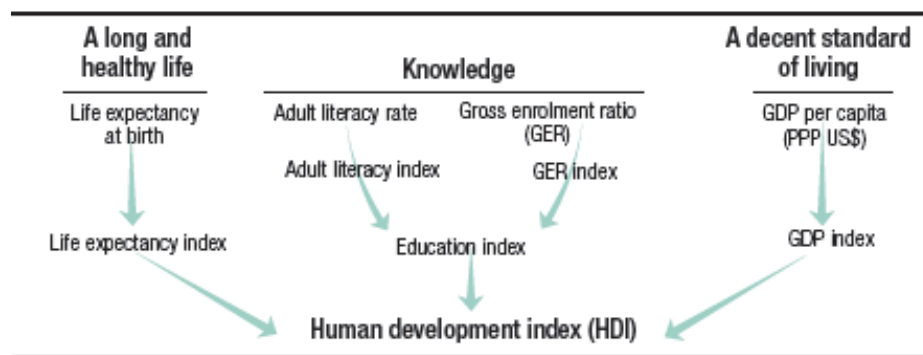 A long and
healthy life
Knowledge
A decent standard
of living
Life expectancy
at birth
Adult literacy rate
Gross enrolment ratio
(GER)
GDP per capita
(PPP US$)
Adult literacy index
GER index
Life expectancy index
Education index
GDP index
Human development index (HDI)